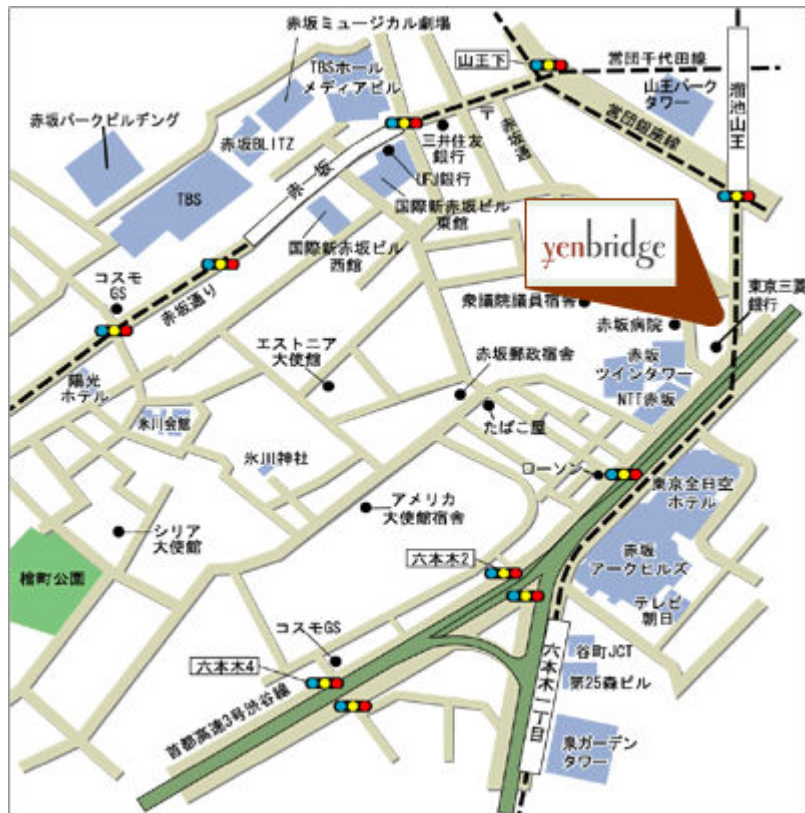 赤坂ミュージカル劇場
TBSホール
メディアビル
山王下
営団千代田線
山王パーク
タワー
溜池山王
営団銀座線
赤坂パークビルデング
赤坂BLITZ
三井住友
銀行
〒
赤坂
UFJ銀行
TBS
国際新赤坂ビル
東館
国際新赤坂ビル
西館
yenbridge
コスモ
GS
赤坂通り
衆議院議員宿舎
東京三菱
銀行
赤坂病院
エストニア
大使館
赤坂郵政宿舎
赤坂
ツインタワー
NTT赤坂
陽光
ホテル
たばこ屋
氷川会館
氷川神社
ローソン
東京全日空
ホテル
アメリカ
大使館宿舎
シリア
大使館
檜町公園
六本木2
赤坂
アークヒルズ
テレビ
朝日
コスモGS
六本木4
谷町JCT
第25森ビル
六本木一丁目
首都高速3号渋谷線
泉ガーデン
タワー